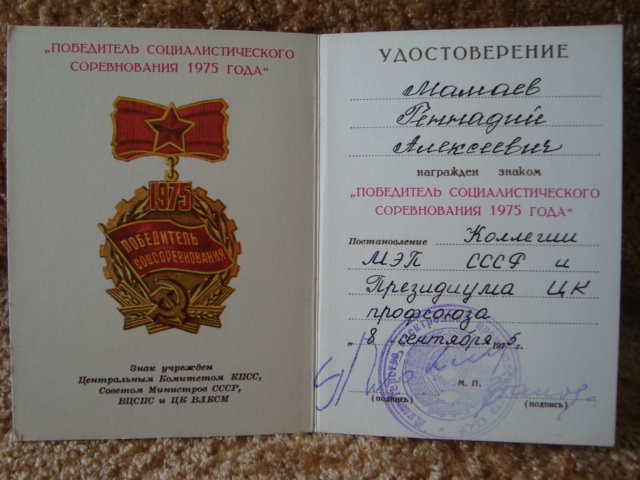 „ПОБЕДИТЕЛЬ СОЦИАЛИСТИЧЕСКОГО
СОРЕВНОВАНИЯ 1975 ГОДА"
1975
ПОБЕДИТЕЛЬ
СОЦСОРЕВНОВАНИЯ
Знак учрежден
Центральным Комитетом КПСС,
Советом Министров СССР,
ВЦСПС и ЦК ВЛКСМ
УДОСТОВЕРЕНИЕ
Мамаев
Геннадий
Алексеевич
награжден знаком
„ПОБЕДИТЕЛЬ СОЦИАЛИСТИЧЕСКОГО
СОРЕВНОВАНИЯ 1975 ГОДА"
Постановление Коллегии
МЭП СССР и
Президиума ЦК
профсоюза
„8 сентября 1975 г.
М. П.
(подпись) (подпись)